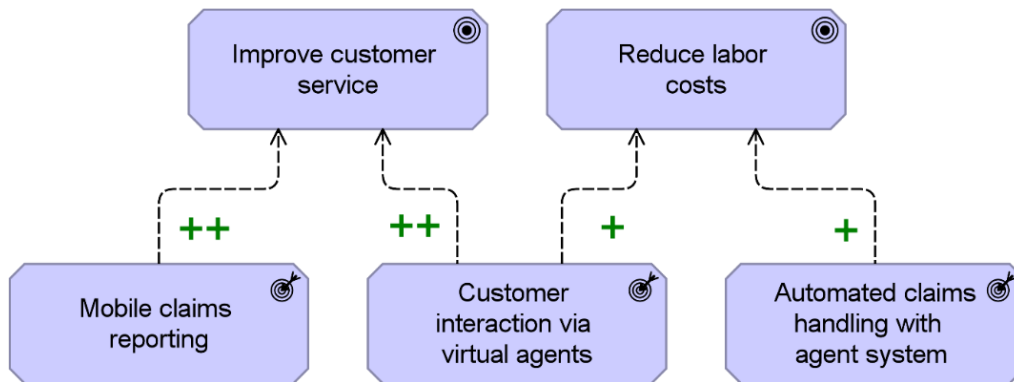 Improve customer
service
Reduce labor
costs
++
++
+
+
Mobile claims
reporting
Customer
interaction via
virtual agents
Automated claims
handling with
agent system